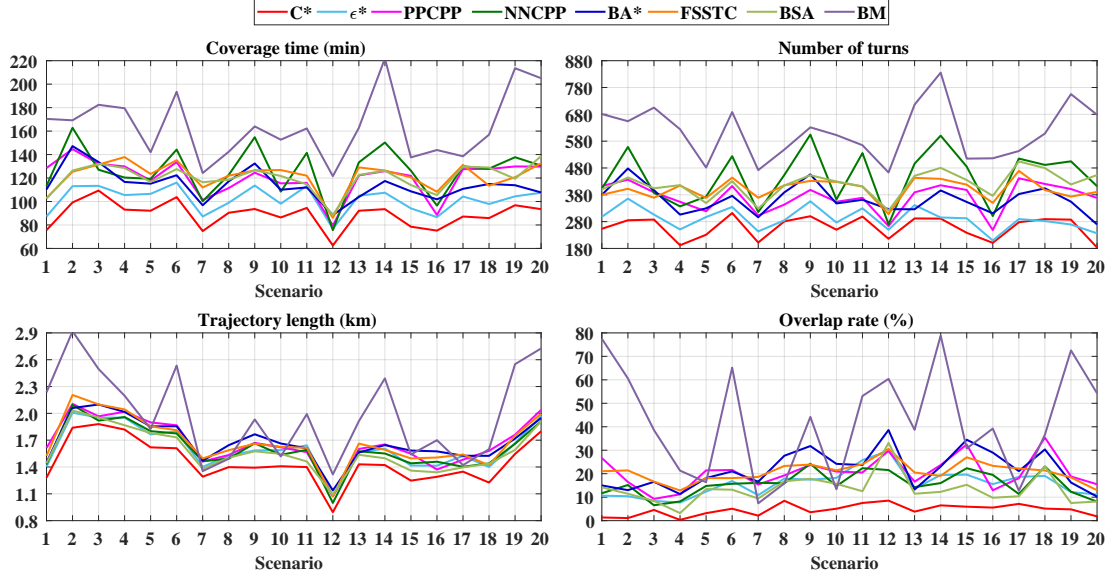 C* ϵ* PPCPP NNCPP BA* FSSTC BSA BM
Coverage time (min)
220
200
180
160
140
120
100
80
60
1 2 3 4 5 6 7 8 9 10 11 12 13 14 15 16 17 18 19 20
Scenario
Number of turns
880
780
680
580
480
380
280
180
1 2 3 4 5 6 7 8 9 10 11 12 13 14 15 16 17 18 19 20
Scenario
Trajectory length (km)
2.9
2.6
2.3
2.0
1.7
1.4
1.1
0.8
1 2 3 4 5 6 7 8 9 10 11 12 13 14 15 16 17 18 19 20
Scenario
Overlap rate (%)
80
70
60
50
40
30
20
10
0
1 2 3 4 5 6 7 8 9 10 11 12 13 14 15 16 17 18 19 20
Scenario